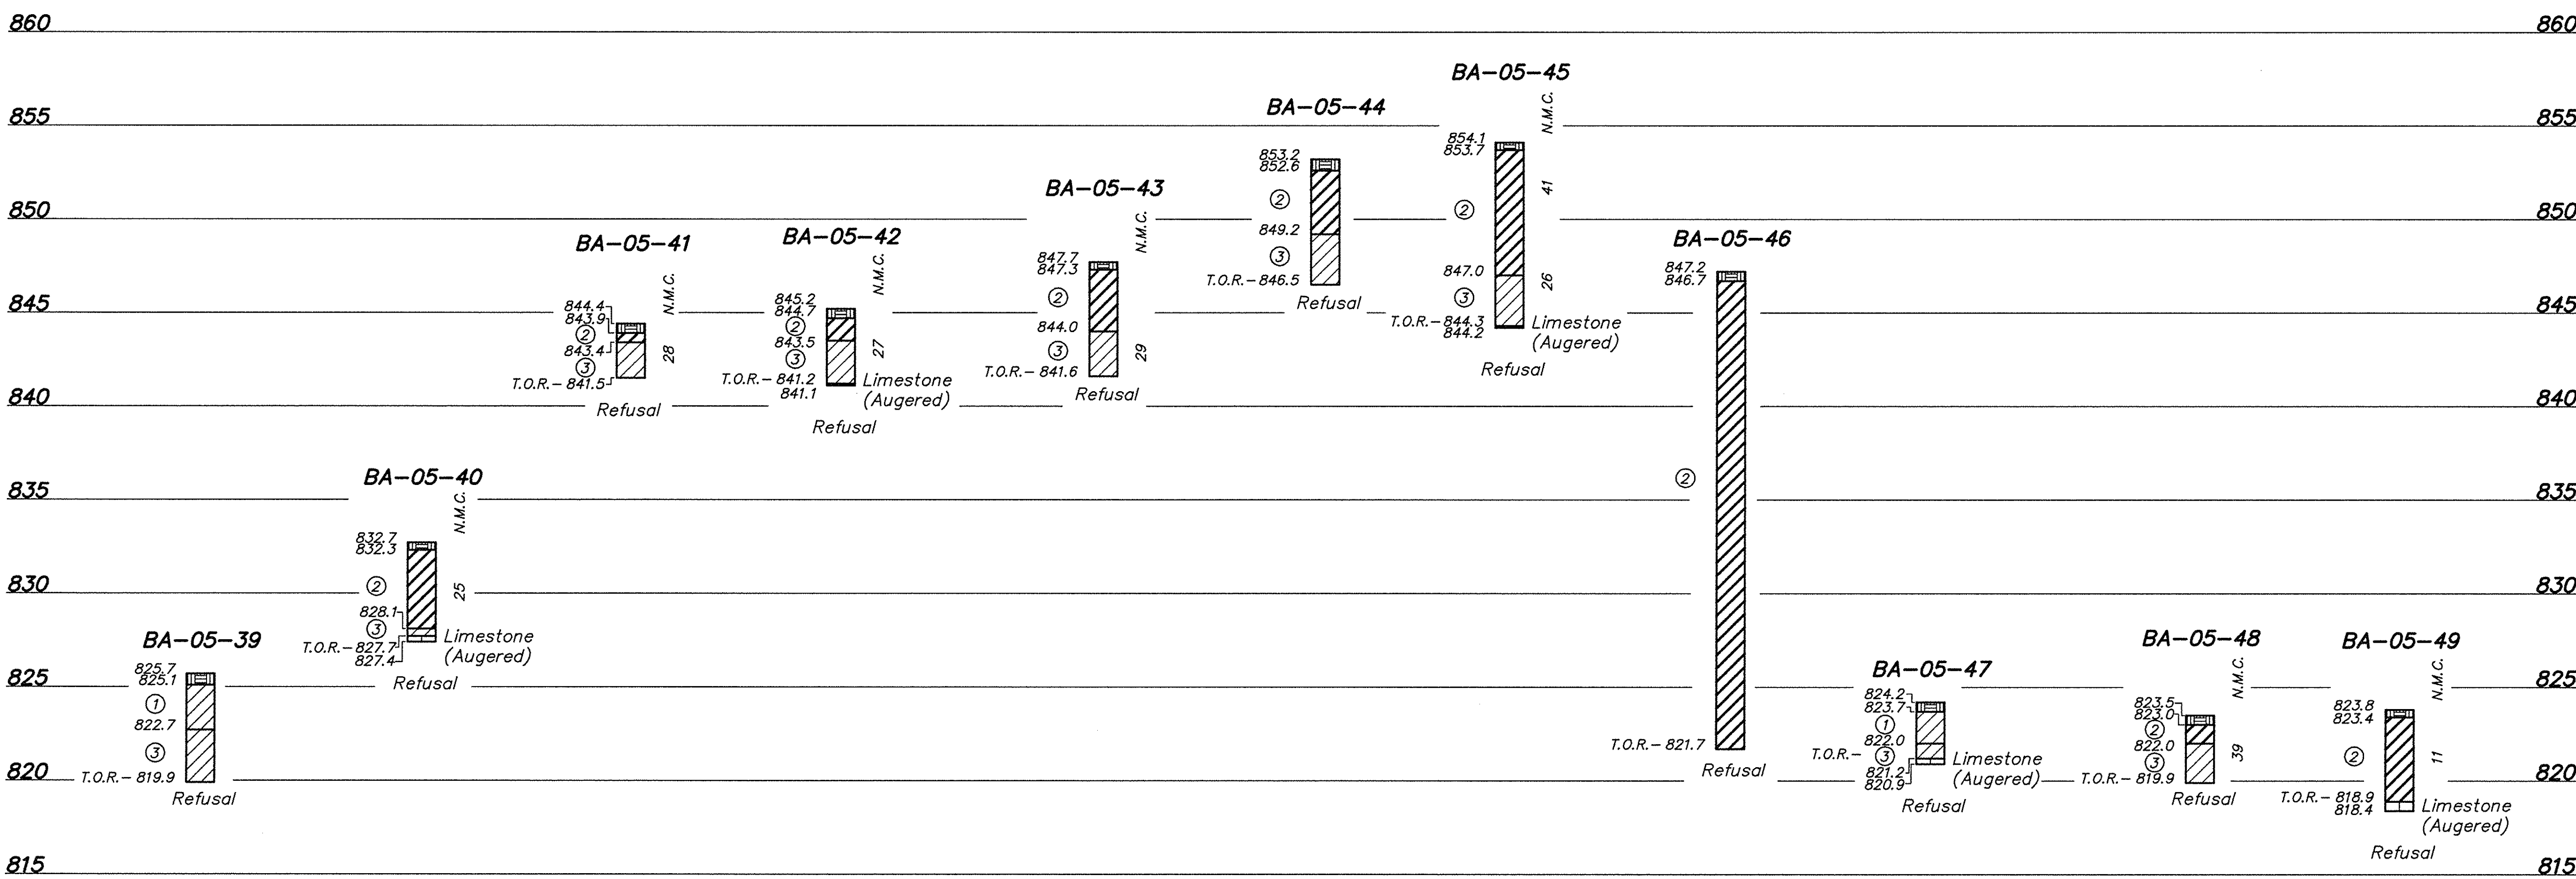 860 860
855 855
850 850
845 845
840 840
835 835
830 830
825 825
820 820
815 815
BA-05-39
825.7
825.1
①
822.7
③
T.O.R.- 819.9
Refusal
BA-05-40
N.M.C.
832.7
832.3
②
25
828.1
③
T.O.R.- 827.7
827.4
Limestone
(Augered)
Refusal
BA-05-41
N.M.C.
844.4
843.9
②
843.4
③
28
T.O.R.- 841.5
Refusal
BA-05-42
N.M.C.
845.2
844.7
②
843.5
③
27
T.O.R.- 841.2
841.1
Limestone
(Augered)
Refusal
BA-05-43
N.M.C.
847.7
847.3
②
844.0
③
29
T.O.R.- 841.6
Refusal
BA-05-44
853.2
852.6
②
849.2
③
T.O.R.- 846.5
Refusal
BA-05-45
N.M.C.
854.1
853.7
41
②
847.0
26
③
T.O.R.- 844.3
844.2
Limestone
(Augered)
Refusal
BA-05-46
847.2
846.7
②
T.O.R.- 821.7
Refusal
BA-05-47
824.2
823.7
①
822.0
T.O.R.-
③
821.2
820.9
Limestone
(Augered)
Refusal
BA-05-48
N.M.C.
823.5
823.0
②
822.0
39
③
T.O.R.- 819.9
Refusal
BA-05-49
N.M.C.
823.8
823.4
②
11
T.O.R.- 818.9
818.4
Limestone
(Augered)
Refusal